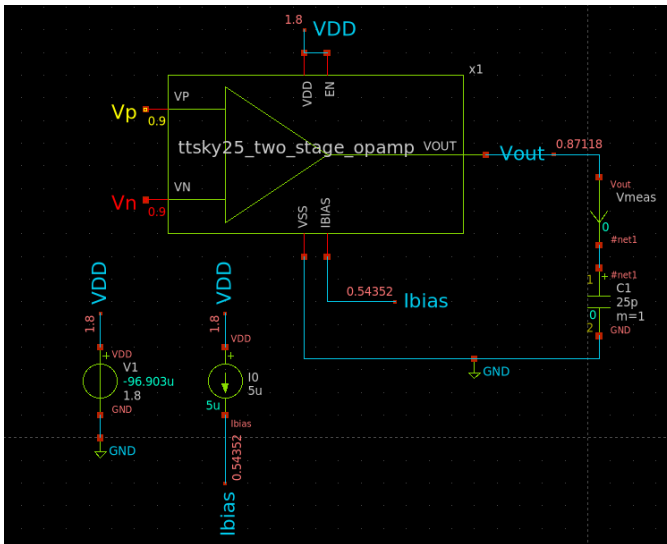 1.8
VDD
x1
VDD
EN
VP
Vp
0.9
ttsky25_two_stage_opamp
VOUT
Vout
0.87118
Vn
0.9
VN
VSS
IBIAS
Vout
Vmeas
0
#net1
#net1
1
+
C1
25p
0
m=1
2
GND
0.54352
Ibias
GND
VDD
1.8
VDD
+
V1
-96.903u
1.8
GND
GND
VDD
1.8
VDD
+
I0
5u
5u
Ibias
0.54352
Ibias